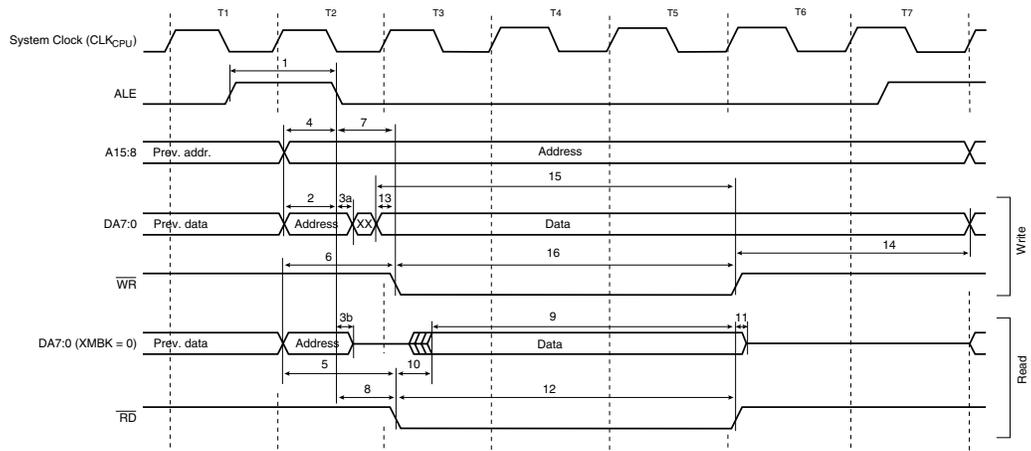 T1 T2 T3 T4 T5 T6 T7
System Clock (CLKCPU)
1
ALE
4 7
A15:8 Prev. addr. Address
15
2 3a 13
DA7:0 Prev. data Address XX Data
14
6 16
WR
Write
3b 9 11
DA7:0 (XMBK = 0) Prev. data Address Data
5 10
Read
8 12
RD